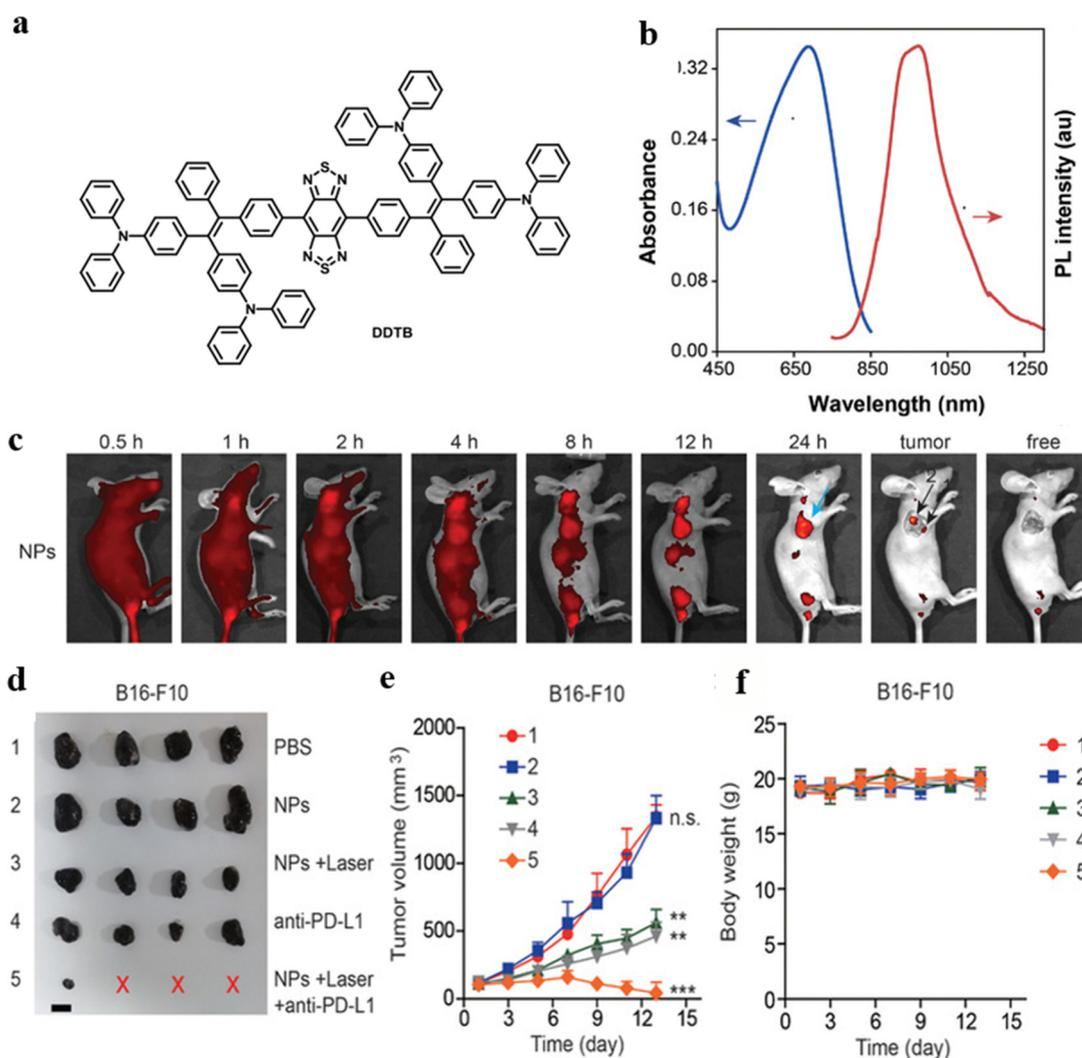 a
S
N N
N N
S
N
N
N
N
DDTB
b
0.32
0.24
0.16
0.08
0.00
Absorbance
PL intensity (au)
450 650 850 1050 1250
Wavelength (nm)
c
0.5 h 1 h 2 h 4 h 8 h 12 h 24 h tumor free
NPs
2 1
d
B16-F10
1 PBS
2 NPs
3 NPs +Laser
4 anti-PD-L1
5 X X X NPs +Laser
+anti-PD-L1
e
B16-F10
Tumor volume (mm3)
2000
1500
1000
500
0
1
2
3
4
5
n.s.
**
**
***
0 3 6 9 12 15
Time (day)
f
B16-F10
Body weight (g)
25
20
15
10
5
0
1
2
3
4
5
0 3 6 9 12 15
Time (day)